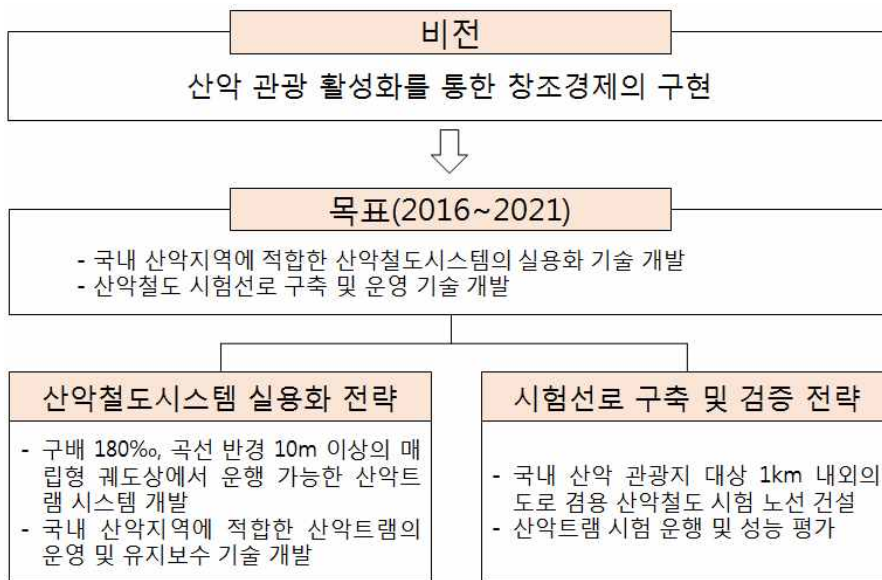 비전
산악 관광 활성화를 통한 창조경제의 구현
목표(2016~2021)
- 국내 산악지역에 적합한 산악철도시스템의 실용화 기술 개발
- 산악철도 시험선로 구축 및 운영 기술 개발
산악철도시스템 실용화 전략
- 구배 180‰, 곡선 반경 10m 이상의 매
립형 궤도상에서 운행 가능한 산악트
램 시스템 개발
- 국내 산악지역에 적합한 산악트램의
운영 및 유지보수 기술 개발
시험선로 구축 및 검증 전략
- 국내 산악 관광지 대상 1km 내외의
도로 겸용 산악철도 시험 노선 건설
- 산악트램 시험 운행 및 성능 평가